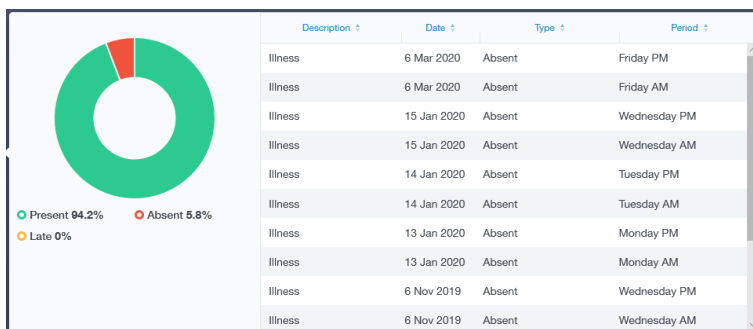 Description Date Type Period
Illness 6 Mar 2020 Absent Friday PM
Illness 6 Mar 2020 Absent Friday AM
Illness 15 Jan 2020 Absent Wednesday PM
Illness 15 Jan 2020 Absent Wednesday AM
Illness 14 Jan 2020 Absent Tuesday PM
Illness 14 Jan 2020 Absent Tuesday AM
Illness 13 Jan 2020 Absent Monday PM
Illness 13 Jan 2020 Absent Monday AM
Illness 6 Nov 2019 Absent Wednesday PM
Illness 6 Nov 2019 Absent Wednesday AM
Present 94.2% Absent 5.8%
Late 0%